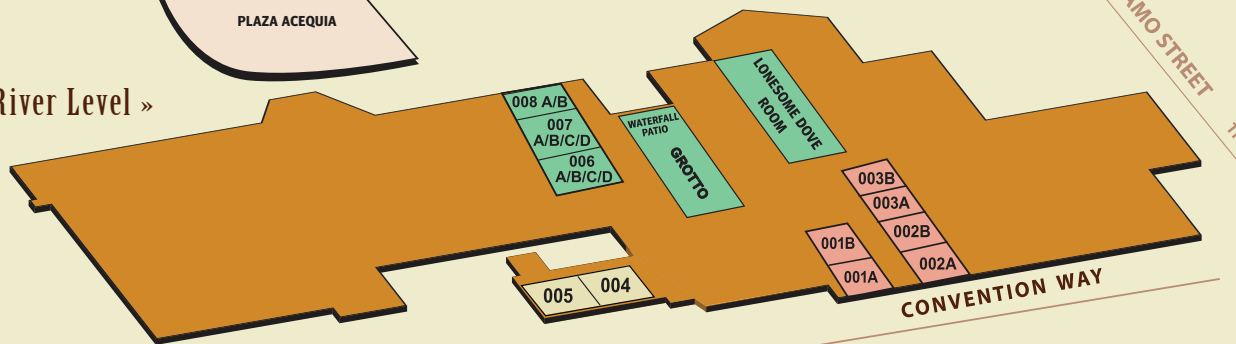 PLAZA ACEQUIA
River Level »
STREET
008 A/B
007
A/B/C/D
006
A/B/C/D
WATERFALL
PATIO
GROTTO
LONESOME DOVE
ROOM
003B
003A
002B
002A
001B
001A
005
004
CONVENTION WAY